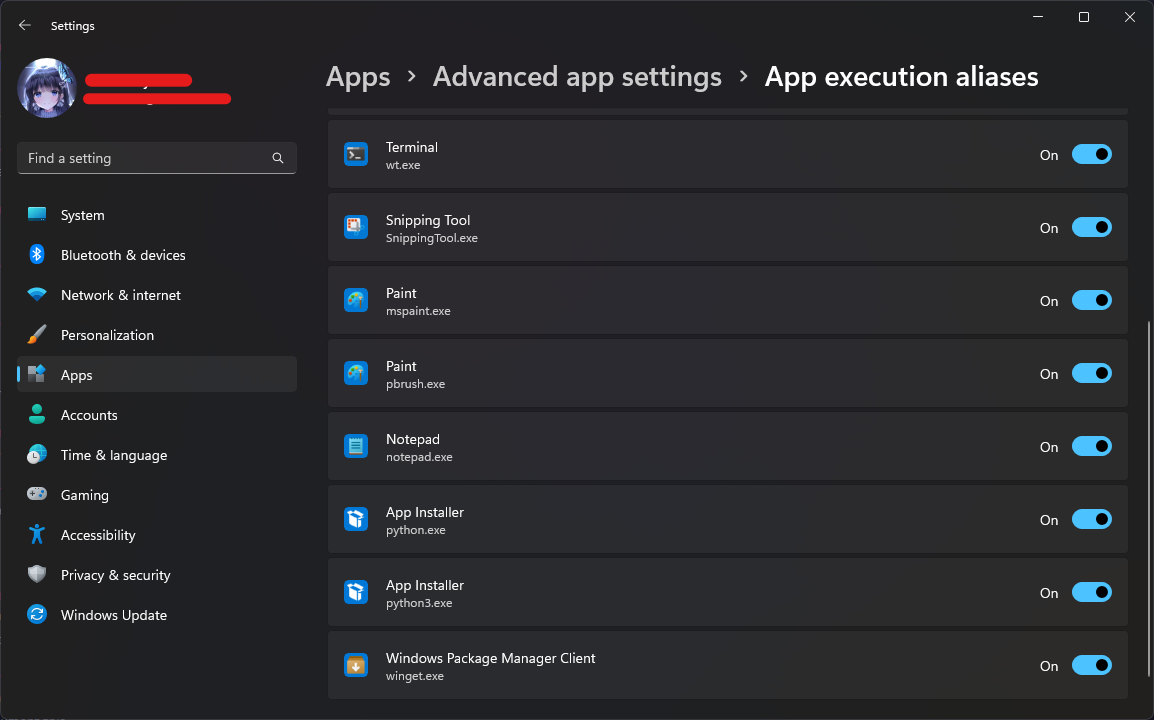 Settings
Apps > Advanced app settings > App execution aliases
Find a setting
System
Bluetooth & devices
Network & internet
Personalization
Apps
Accounts
Time & language
Gaming
Accessibility
Privacy & security
Windows Update
Terminal
wt.exe
On
Snipping Tool
SnippingTool.exe
On
Paint
mspaint.exe
On
Paint
pbrush.exe
On
Notepad
notepad.exe
On
App Installer
python.exe
On
App Installer
python3.exe
On
Windows Package Manager Client
winget.exe
On